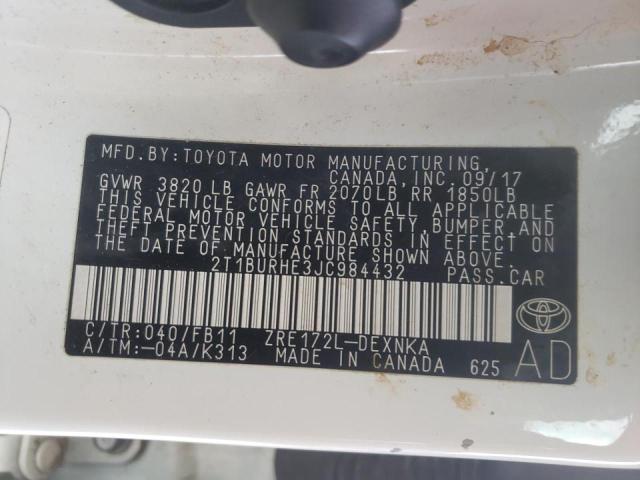 MFD.BY:TOYOTA MOTOR MANUFACTURING,
CANADA,INC. 09/17
GVWR 3820 LB GAWR FR 2070LB RR 1850LB
THIS VEHICLE CONFORMS TO ALL APPLICABLE
FEDERAL MOTOR VEHICLE SAFETY,BUMPER,AND
THEFT PREVENTION STANDARDS IN EFFECT ON
THE DATE OF MANUFACTURE SHOWN ABOVE.
2T1BURHE3JC984432 PASS.CAR
C/TR:040/FB11 ZRE172L-DEXNKA
A/TM:-04A/K313 MADE IN CANADA 625
AD